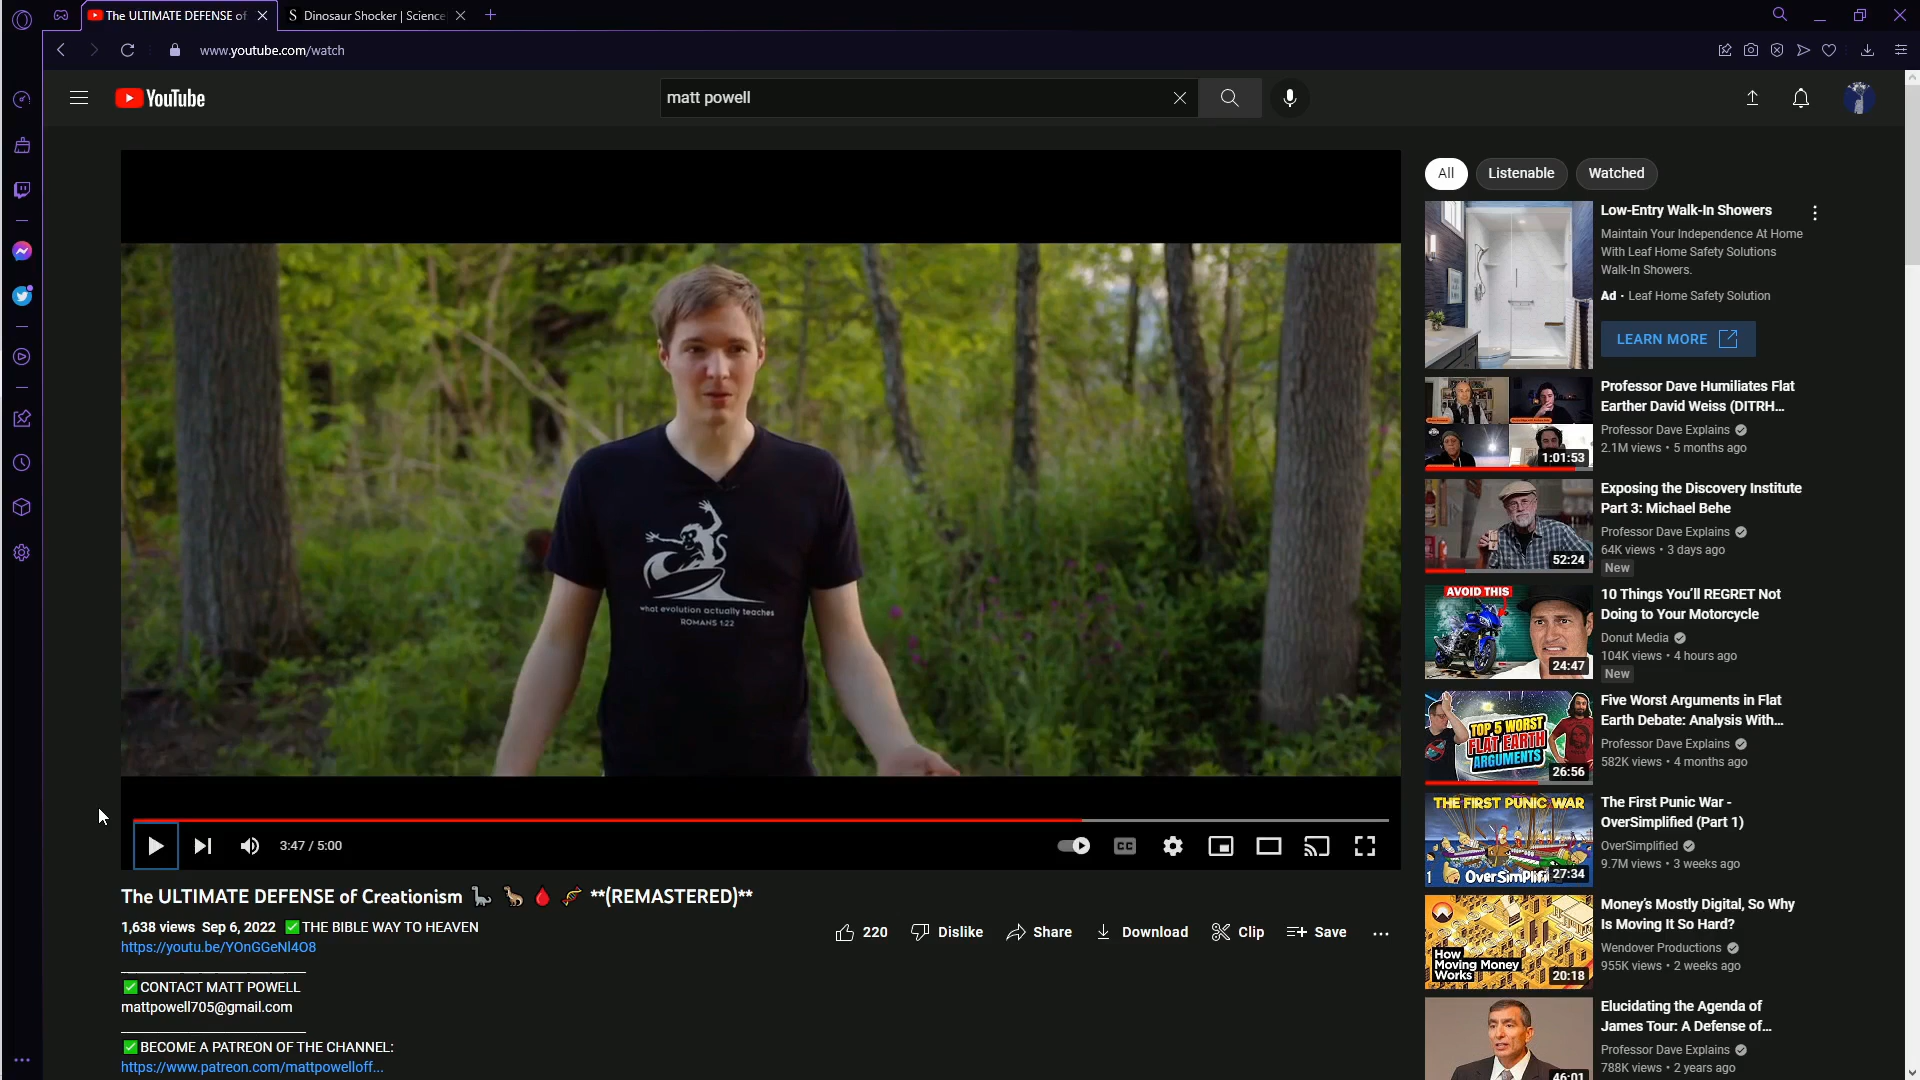 The ULTIMATE DEFENSE of
S Dinosaur Shocker | Science
www.youtube.com/watch
YouTube
matt powell
what evolution actually teaches
ROMANS 1:22
3:47 / 5:00
CC
The ULTIMATE DEFENSE of Creationism 🦕 🦖 🩸 🧬 **(REMASTERED)**
1,638 views Sep 6, 2022 ✅ THE BIBLE WAY TO HEAVEN
https://youtu.be/YOnGGeNl4O8
✅ CONTACT MATT POWELL
mattpowell705@gmail.com
✅ BECOME A PATREON OF THE CHANNEL:
https://www.patreon.com/mattpowelloff...
220
Dislike
Share
Download
Clip
Save
All
Listenable
Watched
Low-Entry Walk-In Showers
Maintain Your Independence At Home
With Leaf Home Safety Solutions
Walk-In Showers.
Ad · Leaf Home Safety Solution
LEARN MORE
1:01:53
Professor Dave Humiliates Flat
Earther David Weiss (DITRH...
Professor Dave Explains
2.1M views · 5 months ago
52:24
Exposing the Discovery Institute
Part 3: Michael Behe
Professor Dave Explains
64K views · 3 days ago
New
AVOID THIS
24:47
10 Things You'll REGRET Not
Doing to Your Motorcycle
Donut Media
104K views · 4 hours ago
New
TOP 5 WORST
FLAT EARTH
ARGUMENTS
26:56
Five Worst Arguments in Flat
Earth Debate: Analysis With...
Professor Dave Explains
582K views · 4 months ago
THE FIRST PUNIC WAR
1
OverSimplifi
27:34
The First Punic War -
OverSimplified (Part 1)
OverSimplified
9.7M views · 3 weeks ago
How
Moving Money
Works
20:18
Money's Mostly Digital, So Why
Is Moving It So Hard?
Wendover Productions
955K views · 2 weeks ago
46:01
Elucidating the Agenda of
James Tour: A Defense of...
Professor Dave Explains
788K views · 2 years ago